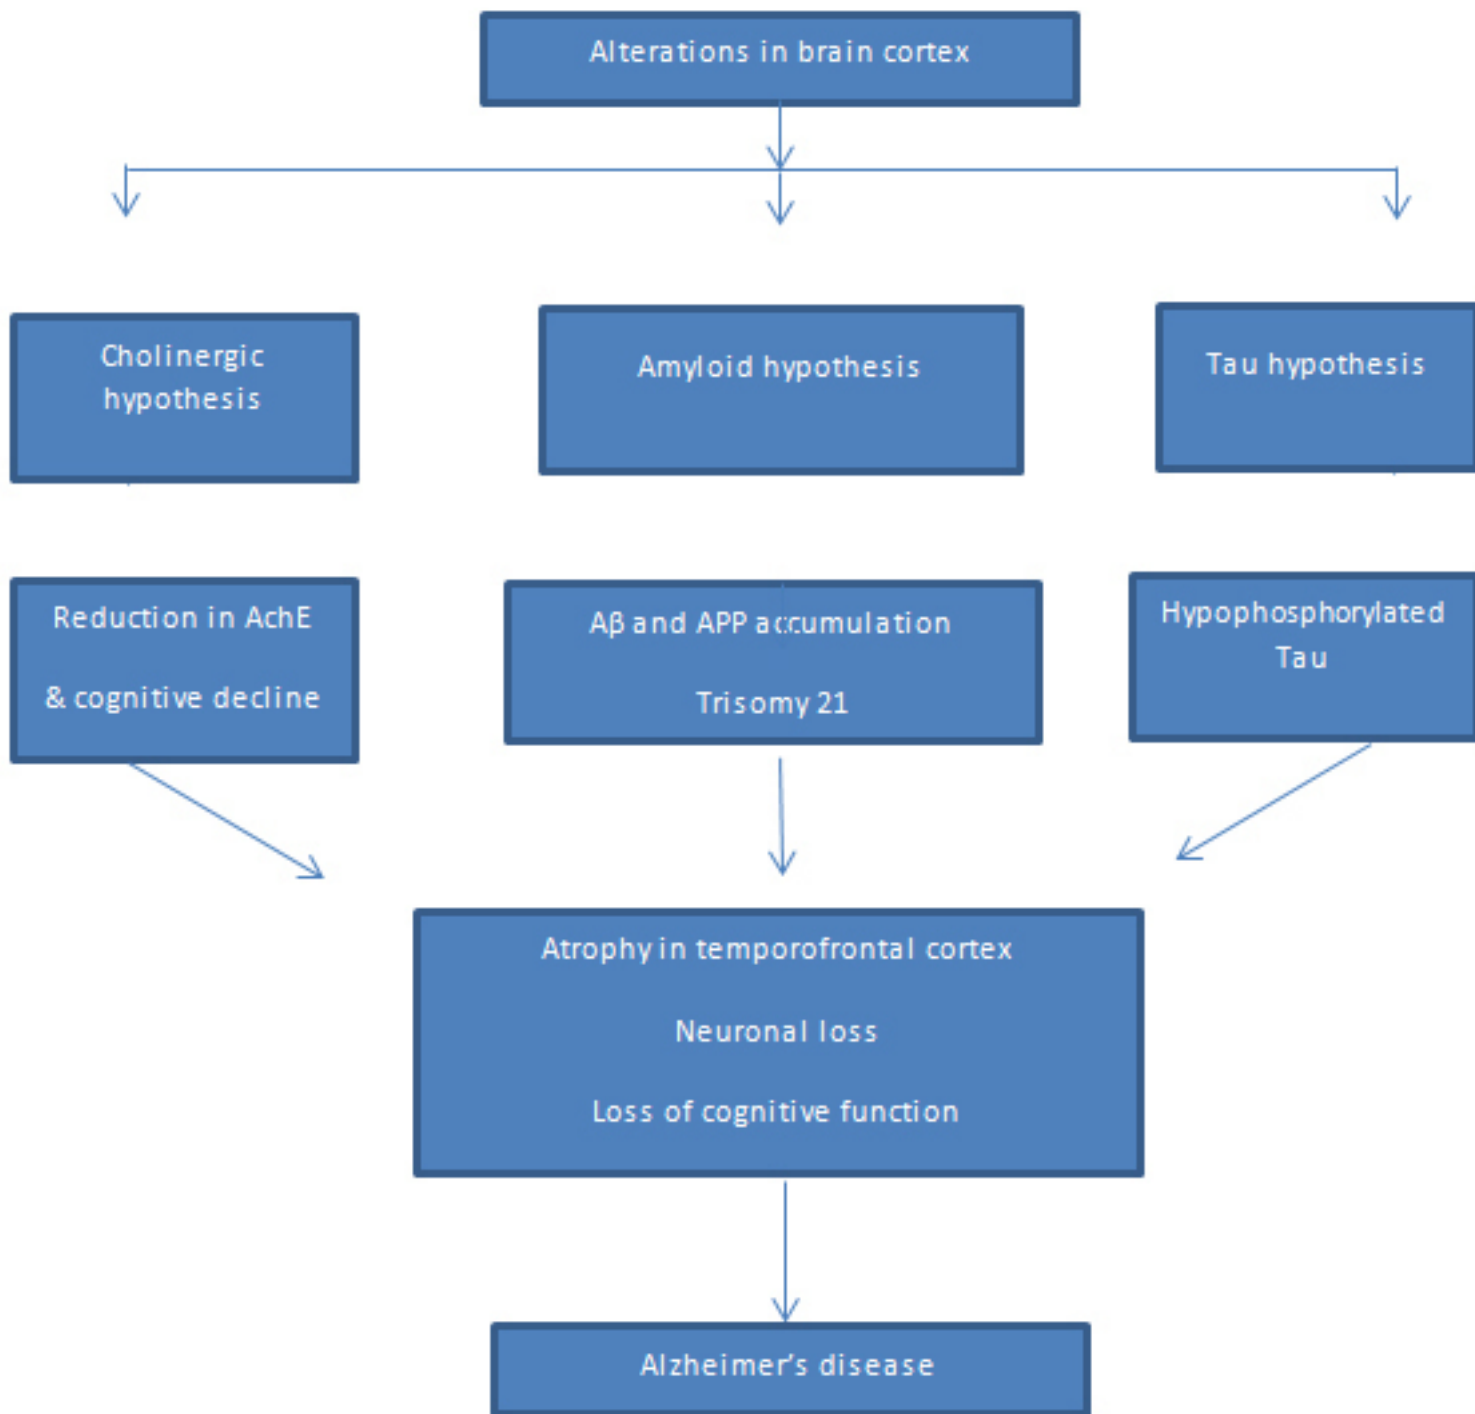 Alterations in brain cortex
Cholinergic
hypothesis
Amyloid hypothesis
Tau hypothesis
Reduction in AchE
& cognitive decline
Aβ and APP accumulation
Trisomy 21
Hypophosphorylated
Tau
Atrophy in temporofrontal cortex
Neuronal loss
Loss of cognitive function
Alzheimer’s disease